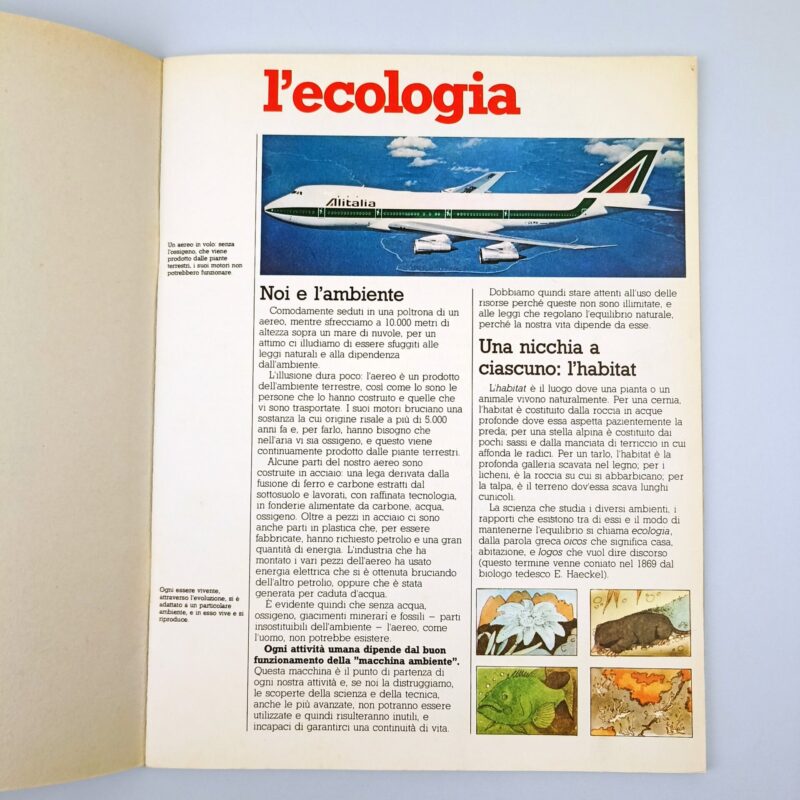 l'ecologia
Alitalia
Un aereo in volo: senza
l'ossigeno, che viene
prodotto dalle piante
terrestri, i suoi motori non
potrebbero funzionare.
Noi e l'ambiente
Comodamente seduti in una poltrona di un
aereo, mentre sfrecciamo a 10.000 metri di
altezza sopra un mare di nuvole, per un
attimo ci illudiamo di essere sfuggiti alle
leggi naturali e alla dipendenza
dall'ambiente.
L'illusione dura poco: l'aereo è un prodotto
dell'ambiente terrestre, così come lo sono le
persone che lo hanno costruito e quelle che
vi sono trasportate. I suoi motori bruciano una
sostanza la cui origine risale a più di 5.000
anni fa e, per farlo, hanno bisogno che
nell'aria vi sia ossigeno, e questo viene
continuamente prodotto dalle piante terrestri.
Alcune parti del nostro aereo sono
costruite in acciaio: una lega derivata dalla
fusione di ferro e carbone estratti dal
sottosuolo e lavorati, con raffinata tecnologia,
in fonderie alimentate da carbone, acqua,
ossigeno. Oltre a pezzi in acciaio ci sono
anche parti in plastica che, per essere
fabbricate, hanno richiesto petrolio e una gran
quantità di energia. L'industria che ha
montato i vari pezzi dell'aereo ha usato
energia elettrica che si è ottenuta bruciando
dell'altro petrolio, oppure che è stata
generata per caduta d'acqua.
È evidente quindi che senza acqua,
ossigeno, giacimenti minerari e fossili – parti
insostituibili dell'ambiente – l'aereo, come
l'uomo, non potrebbe esistere.
Ogni attività umana dipende dal buon
funzionamento della "macchina ambiente".
Questa macchina è il punto di partenza di
ogni nostra attività e, se noi la distruggiamo,
le scoperte della scienza e della tecnica,
anche le più avanzate, non potranno essere
utilizzate e quindi risulteranno inutili, e
incapaci di garantirci una continuità di vita.
Dobbiamo quindi stare attenti all'uso delle
risorse perché queste non sono illimitate, e
alle leggi che regolano l'equilibrio naturale,
perché la nostra vita dipende da esse.
Una nicchia a
ciascuno: l'habitat
L'habitat è il luogo dove una pianta o un
animale vivono naturalmente. Per una cernia,
l'habitat è costituito dalla roccia in acque
profonde dove essa aspetta pazientemente la
preda; per una stella alpina è costituito dai
pochi sassi e dalla manciata di terriccio in cui
affonda le radici. Per un tarlo, l'habitat è la
profonda galleria scavata nel legno; per i
licheni, è la roccia su cui si abbarbicano; per
la talpa, è il terreno dov'essa scava lunghi
cunicoli.
La scienza che studia i diversi ambienti, i
rapporti che esistono tra di essi e il modo di
mantenerne l'equilibrio si chiama ecologia,
dalla parola greca oicos che significa casa,
abitazione, e logos che vuol dire discorso
(questo termine venne coniato nel 1869 dal
biologo tedesco E. Haeckel).
Ogni essere vivente,
attraverso l'evoluzione, si è
adattato a un particolare
ambiente, e in esso vive e si
riproduce.